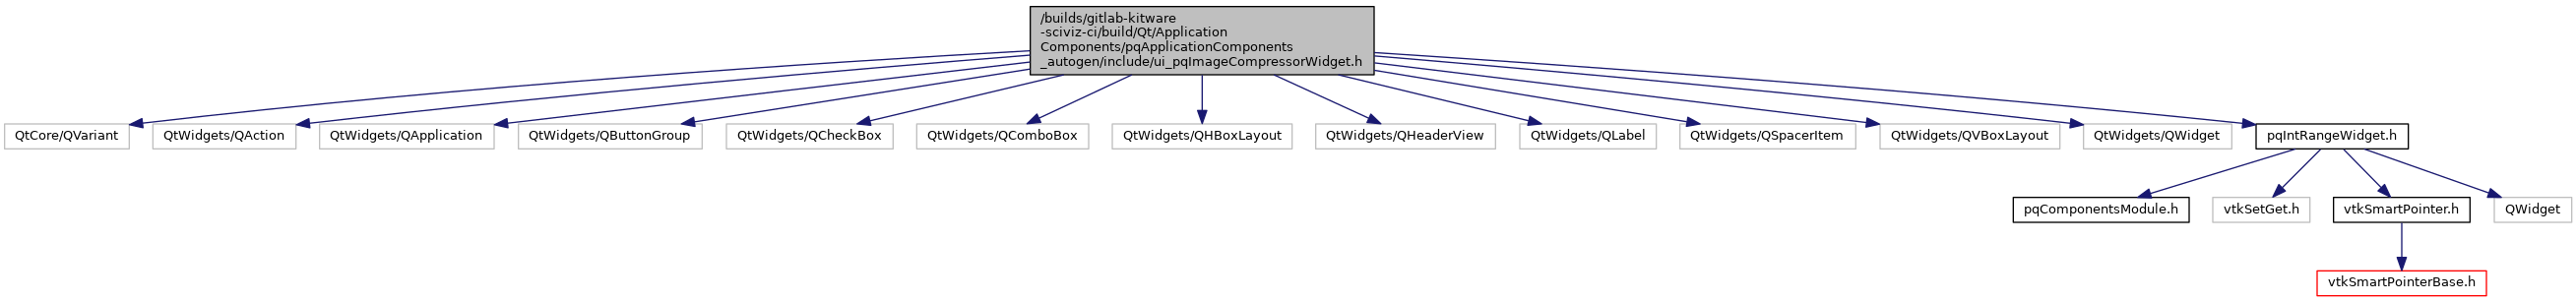 /builds/gitlab-kitware
-sciviz-ci/build/Qt/Application
Components/pqApplicationComponents
_autogen/include/ui_pqImageCompressorWidget.h
QtCore/QVariant
QtWidgets/QAction
QtWidgets/QApplication
QtWidgets/QButtonGroup
QtWidgets/QCheckBox
QtWidgets/QComboBox
QtWidgets/QHBoxLayout
QtWidgets/QHeaderView
QtWidgets/QLabel
QtWidgets/QSpacerItem
QtWidgets/QVBoxLayout
QtWidgets/QWidget
pqIntRangeWidget.h
pqComponentsModule.h
vtkSetGet.h
vtkSmartPointer.h
QWidget
vtkSmartPointerBase.h